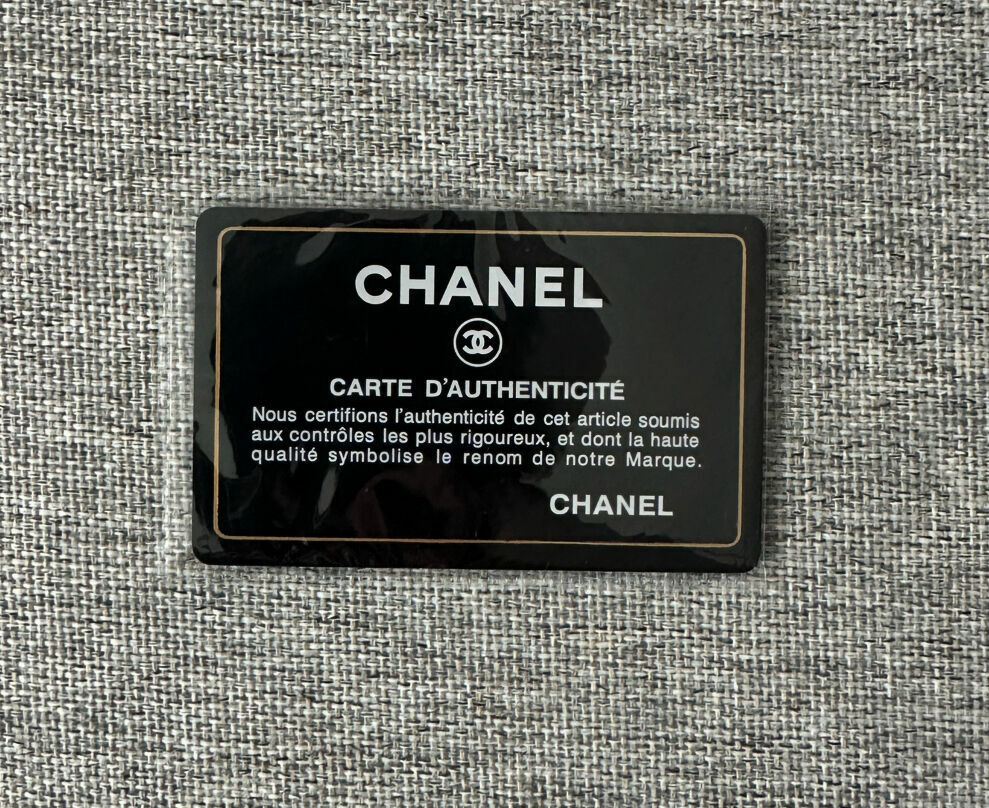 CHANEL
CARTE D'AUTHENTICITÉ
Nous certifions l'authenticité de cet article soumis
aux contrôles les plus rigoureux, et dont la haute
qualité symbolise le renom de notre Marque.
CHANEL